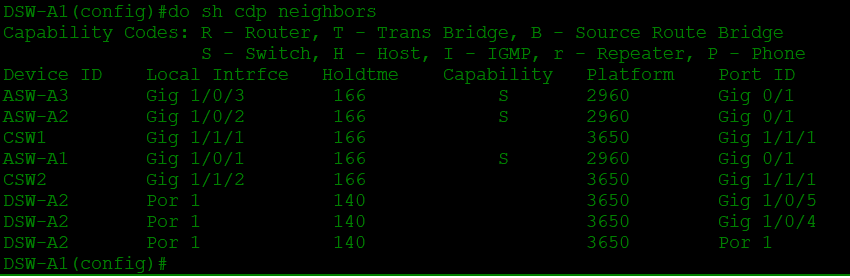 DSW-A1(config)#do sh cdp neighbors
Capability Codes: R - Router, T - Trans Bridge, B - Source Route Bridge
                  S - Switch, H - Host, I - IGMP, r - Repeater, P - Phone
Device ID    Local Intrfce   Holdtme    Capability   Platform    Port ID
ASW-A3       Gig 1/0/3        166            S       2960        Gig 0/1
ASW-A2       Gig 1/0/2        166            S       2960        Gig 0/1
CSW1         Gig 1/1/1        166                    3650        Gig 1/1/1
ASW-A1       Gig 1/0/1        166            S       2960        Gig 0/1
CSW2         Gig 1/1/2        166                    3650        Gig 1/1/1
DSW-A2       Por 1            140                    3650        Gig 1/0/5
DSW-A2       Por 1            140                    3650        Gig 1/0/4
DSW-A2       Por 1            140                    3650        Por 1
DSW-A1(config)#